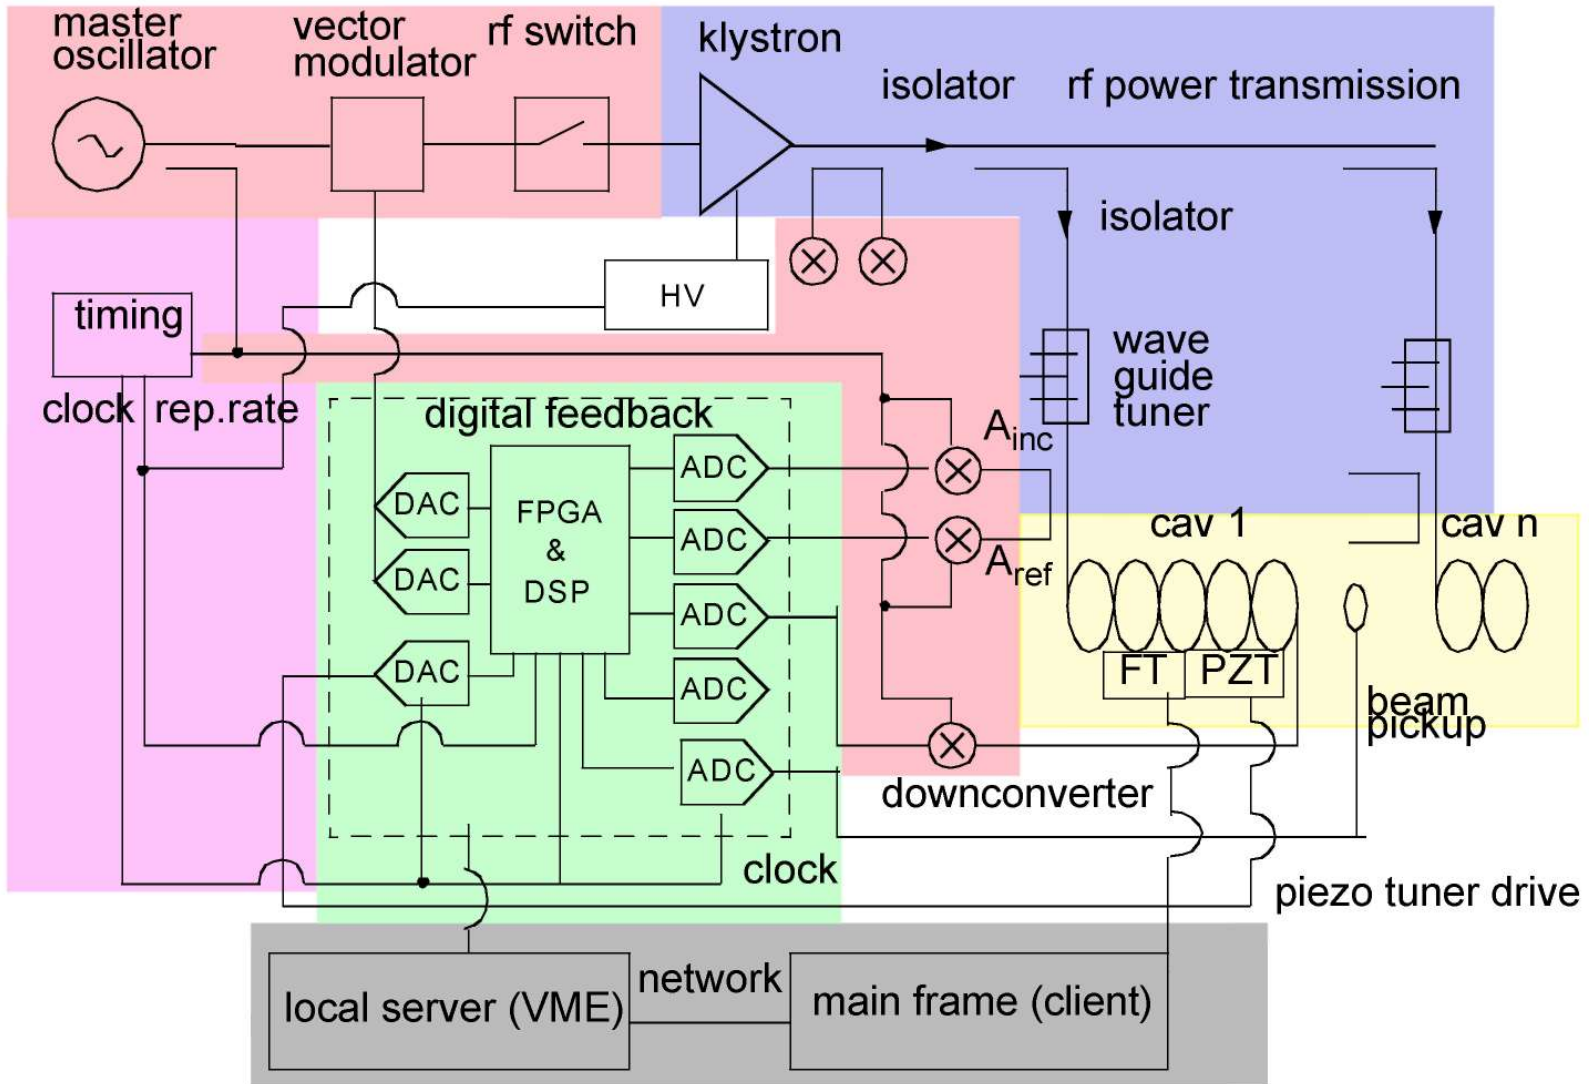 master
oscillator
vector
modulator
rf switch
klystron
isolator
rf power transmission
isolator
HV
timing
wave
guide
tuner
clock
rep.rate
digital feedback
Ainc
ADC
DAC
FPGA
&
DSP
ADC
Aref
cav 1
cav n
DAC
ADC
DAC
ADC
FT
PZT
beam
pickup
ADC
downconverter
clock
piezo tuner drive
network
local server (VME)
main frame (client)